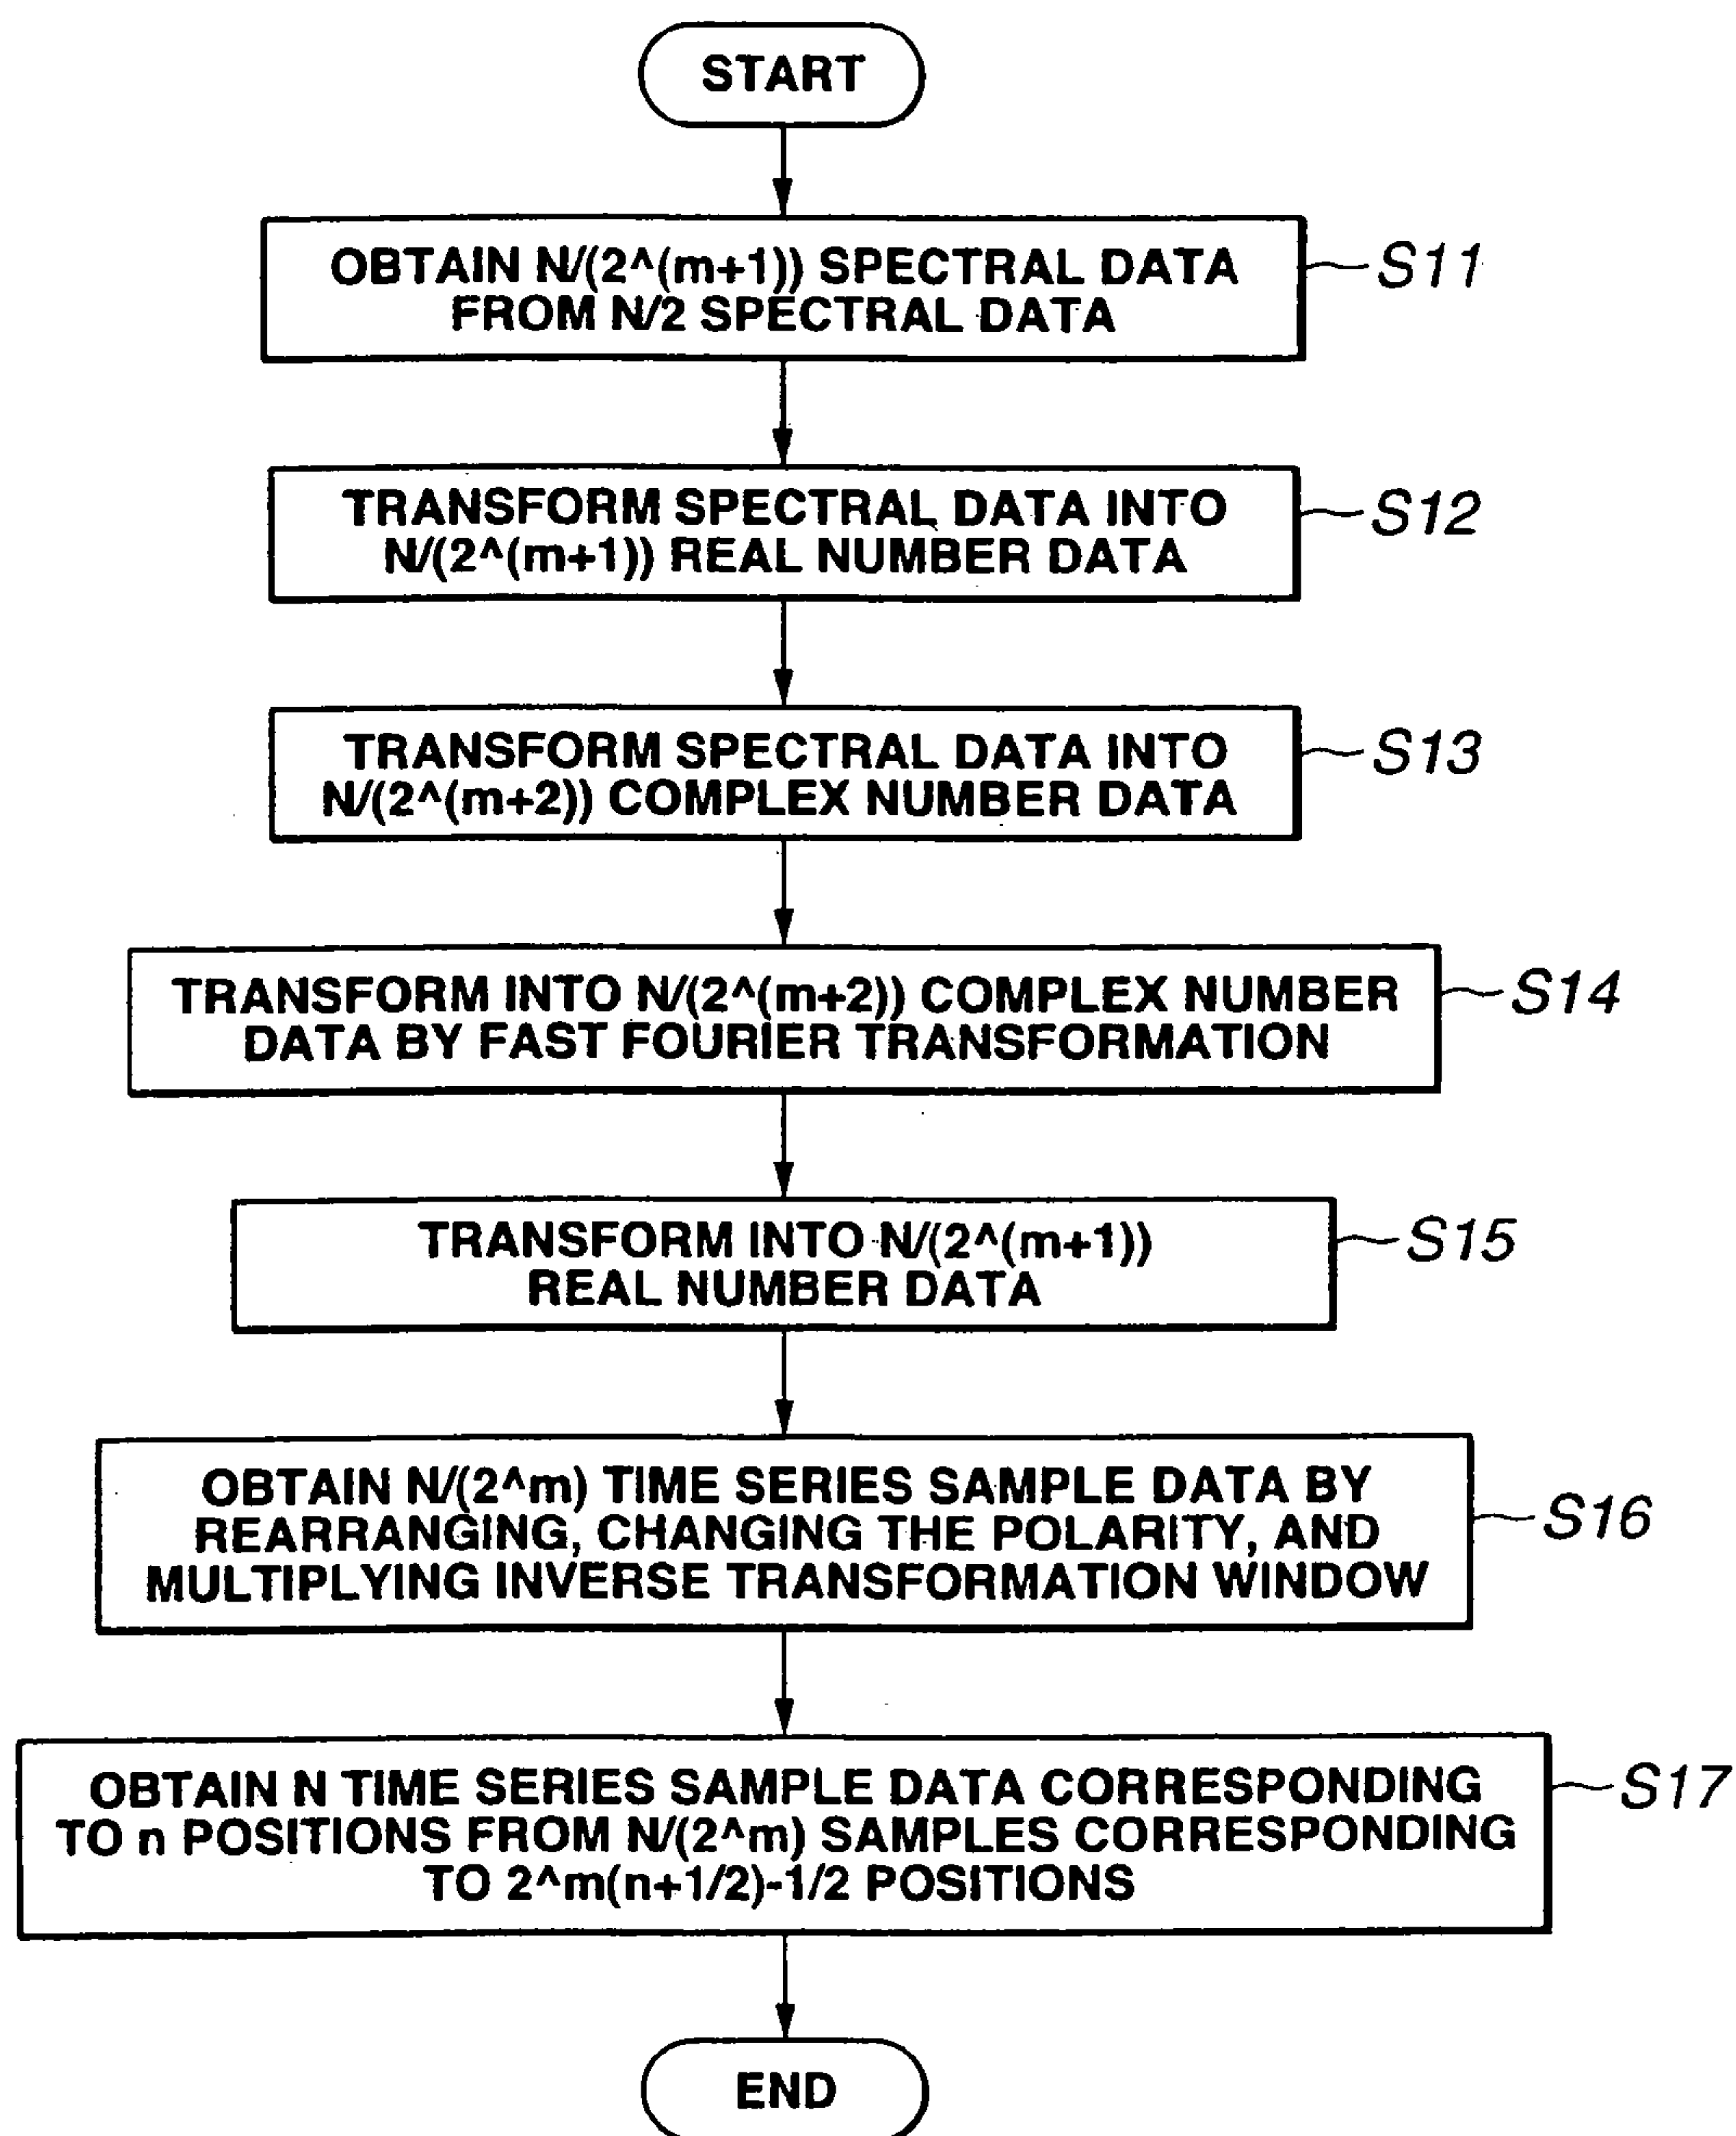 START
OBTAIN N/(2^(m+1)) SPECTRAL DATA
FROM N/2 SPECTRAL DATA
S11
TRANSFORM SPECTRAL DATA INTO
N/(2^(m+1)) REAL NUMBER DATA
S12
TRANSFORM SPECTRAL DATA INTO
N/(2^(m+2)) COMPLEX NUMBER DATA
S13
TRANSFORM INTO N/(2^(m+2)) COMPLEX NUMBER
DATA BY FAST FOURIER TRANSFORMATION
S14
TRANSFORM INTO N/(2^(m+1))
REAL NUMBER DATA
S15
OBTAIN N/(2^m) TIME SERIES SAMPLE DATA BY
REARRANGING, CHANGING THE POLARITY, AND
MULTIPLYING INVERSE TRANSFORMATION WINDOW
S16
OBTAIN N TIME SERIES SAMPLE DATA CORRESPONDING
TO n POSITIONS FROM N/(2^m) SAMPLES CORRESPONDING
TO 2^m(n+1/2)-1/2 POSITIONS
S17
END